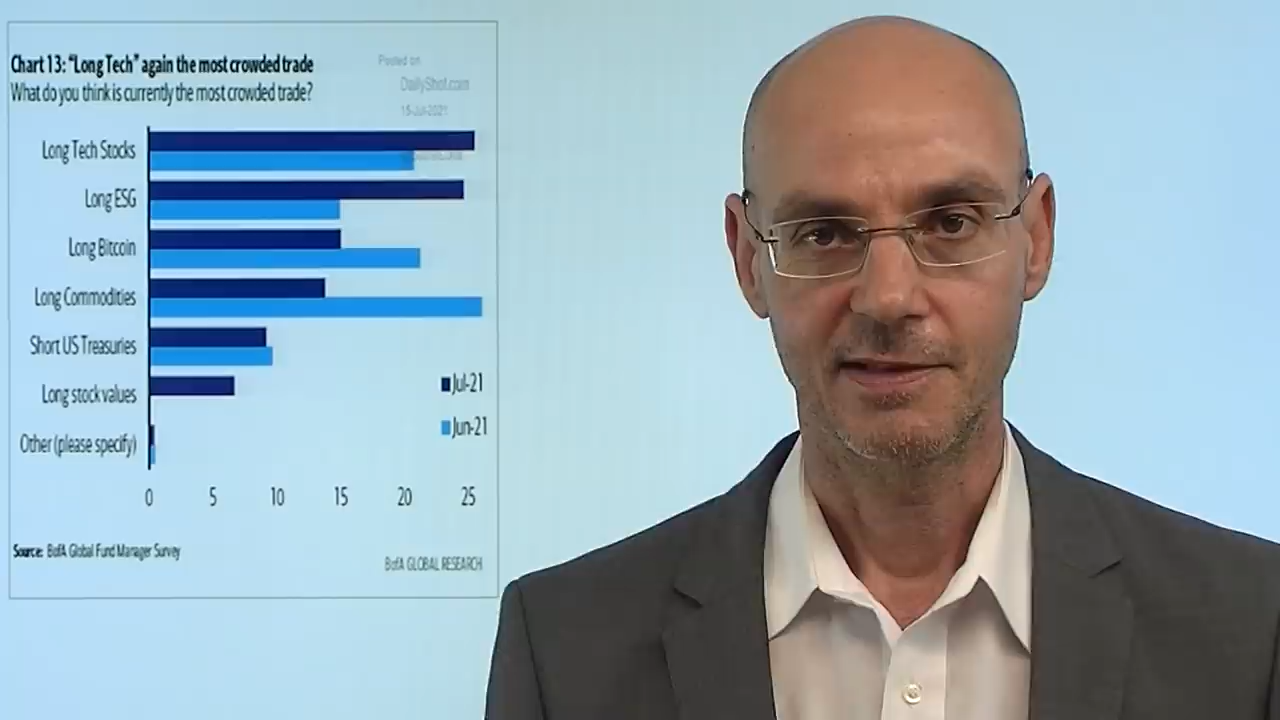 Chart 13: “Long Tech” again the most crowded trade
What do you think is currently the most crowded trade?
Posted on
DailyShot.com
15-Jul-2021
Long Tech Stocks
Long ESG
Long Bitcoin
Long Commodities
Short US Treasuries
Long stock values
Other (please specify)
Jul-21
Jun-21
0 5 10 15 20 25
Source: BofA Global Fund Manager Survey
BofA GLOBAL RESEARCH